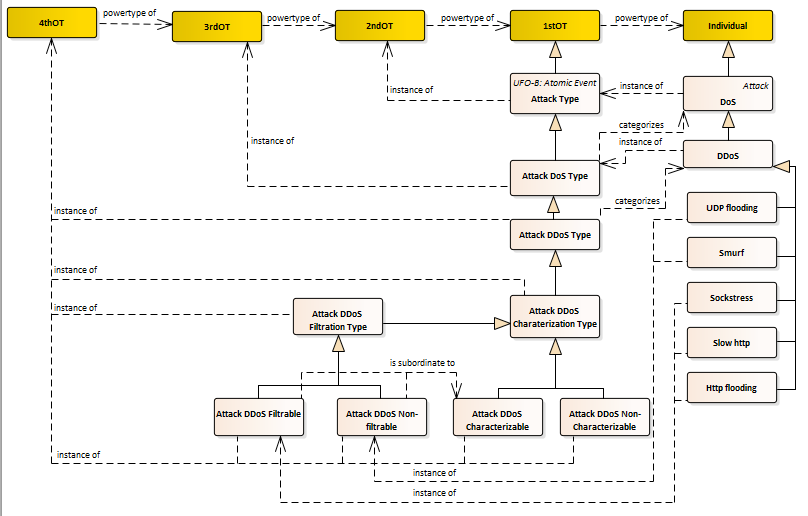 4thOT
powertype of
3rdOT
powertype of
2ndOT
powertype of
1stOT
powertype of
Individual
UFO-B: Atomic Event
Attack Type
instance of
Attack
DoS
instance of
categorizes
instance of
instance of
DDoS
Attack DoS Type
categorizes
UDP flooding
instance of
Attack DDoS Type
Smurf
instance of
Sockstress
instance of
Attack DDoS
Filtration Type
Attack DDoS
Charaterization Type
Slow http
is subordinate to
Http flooding
Attack DDoS Filtrable
Attack DDoS Non-
filtrable
Attack DDoS
Characterizable
Attack DDoS Non-
Characterizable
instance of
instance of
instance of